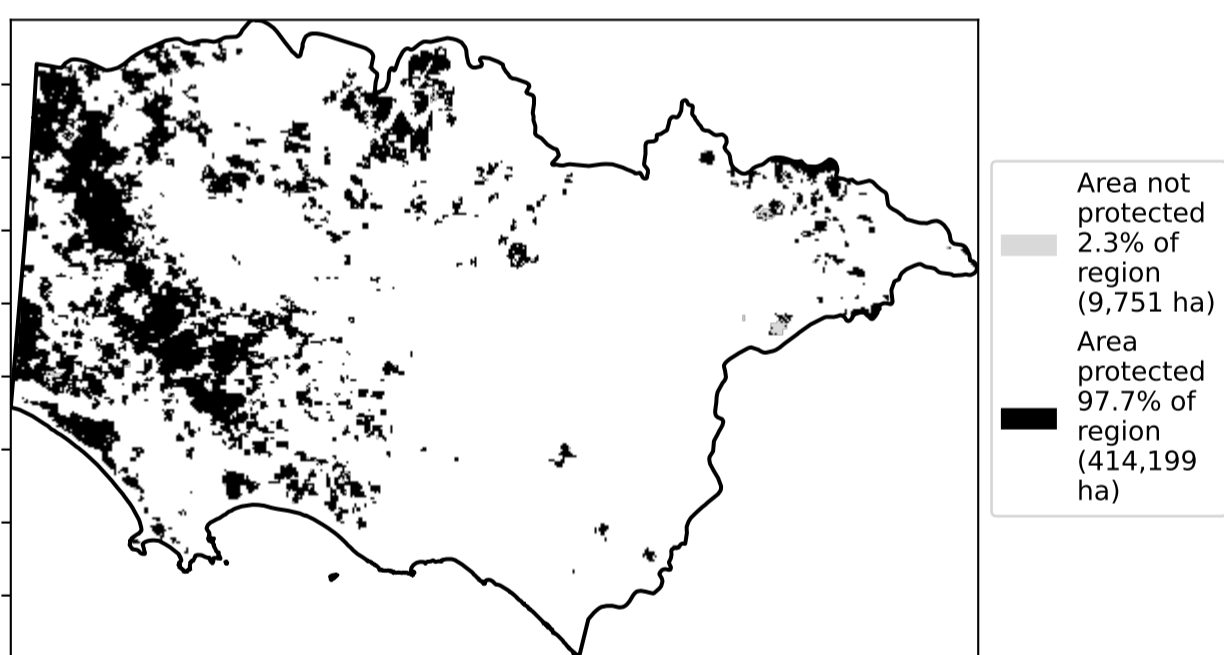 Area not
protected
2.3% of
region
(9,751 ha)
Area
protected
97.7% of
region
(414,199
ha)